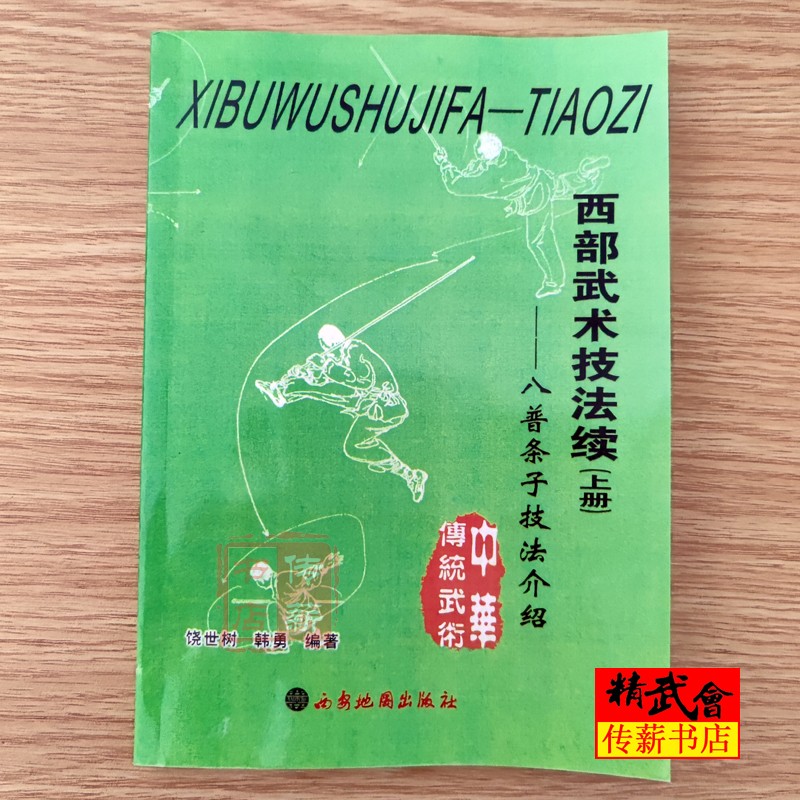 XIBUWUSHUJIFA—TIAOZI
西部武术技法续(上册)
——八普条子技法介绍
中華
傳統武術
饶世树 韩勇 编著
西安地图出版社
精武會
传薪书店